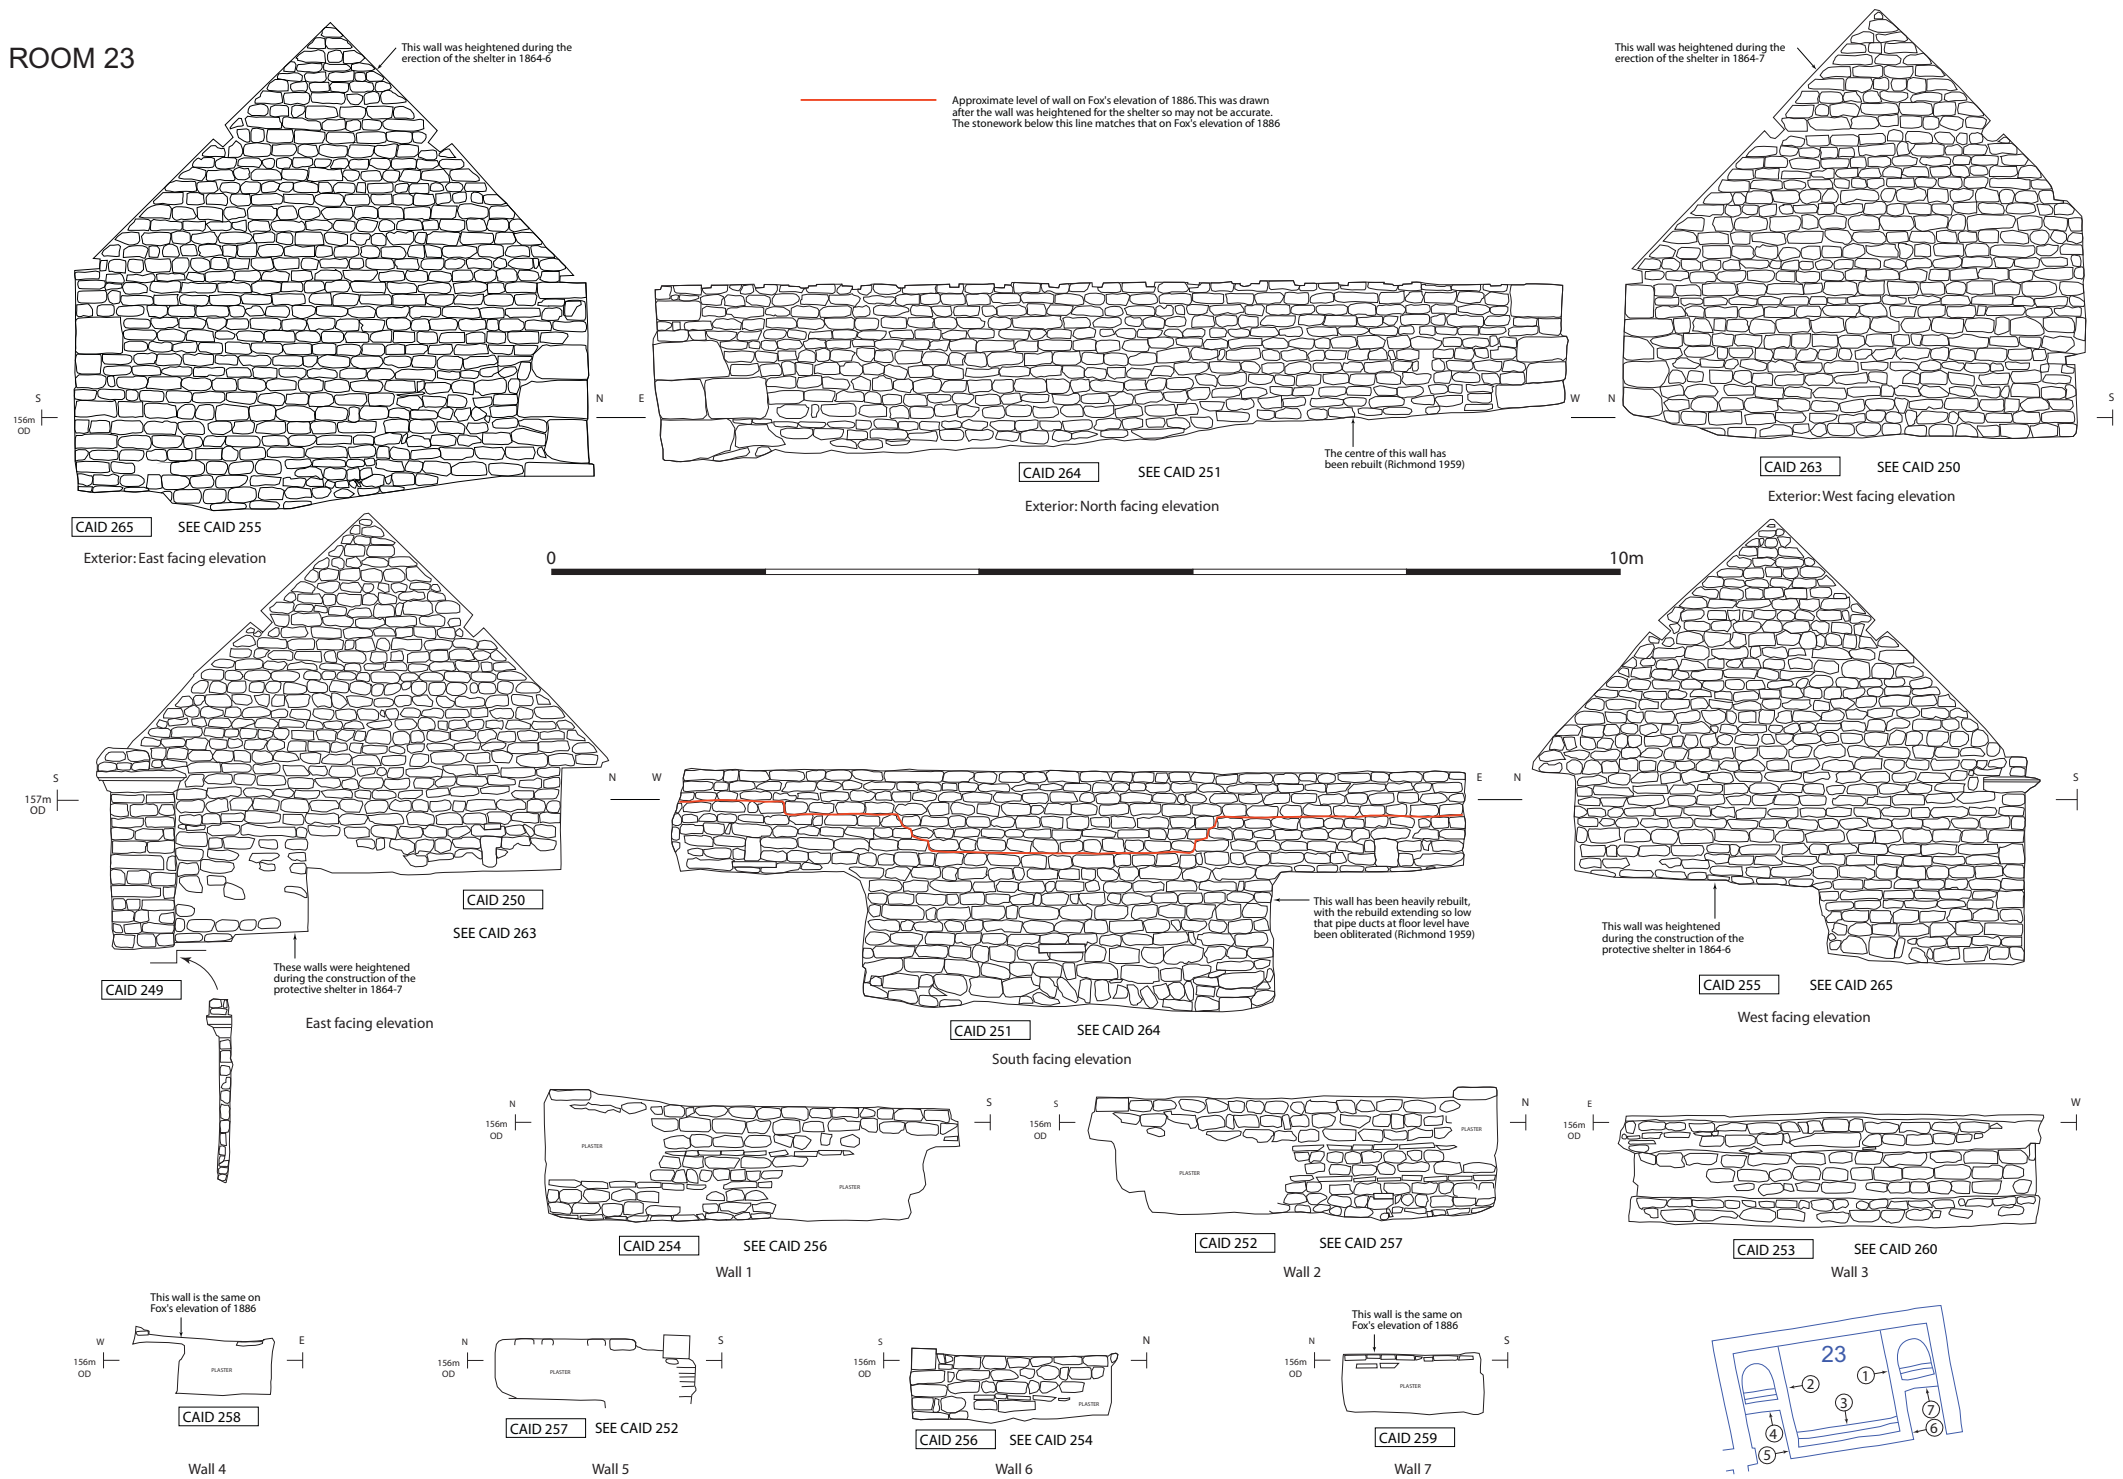 ROOM 23
This wall was heightened during the
erection of the shelter in 1864-6
Approximate level of wall on Fox's elevation of 1886. This was drawn
after the wall was heightened for the shelter so may not be accurate.
The stonework below this line matches that on Fox's elevation of 1886
This wall was heightened during the
erection of the shelter in 1864-7
S
156m
OD
N
E
W
N
S
The centre of this wall has
been rebuilt (Richmond 1959)
CAID 265 SEE CAID 255
Exterior: East facing elevation
CAID 264 SEE CAID 251
Exterior: North facing elevation
CAID 263 SEE CAID 250
Exterior: West facing elevation
0 10m
S
157m
OD
N
W
E
N
S
CAID 250
SEE CAID 263
CAID 249
These walls were heightened
during the construction of the
protective shelter in 1864-7
East facing elevation
This wall has been heavily rebuilt,
with the rebuild extending so low
that pipe ducts at floor level have
been obliterated (Richmond 1959)
CAID 251 SEE CAID 264
South facing elevation
This wall was heightened
during the construction of the
protective shelter in 1864-6
CAID 255 SEE CAID 265
West facing elevation
N
156m
OD
S
PLASTER
PLASTER
CAID 254 SEE CAID 256
Wall 1
S
156m
OD
N
PLASTER
PLASTER
CAID 252 SEE CAID 257
Wall 2
E
156m
OD
W
CAID 253 SEE CAID 260
Wall 3
This wall is the same on
Fox's elevation of 1886
W
156m
OD
E
PLASTER
CAID 258
Wall 4
N
156m
OD
S
PLASTER
CAID 257 SEE CAID 252
Wall 5
S
156m
OD
N
PLASTER
CAID 256 SEE CAID 254
Wall 6
This wall is the same on
Fox's elevation of 1886
N
156m
OD
S
PLASTER
CAID 259
Wall 7
23
1
2
3
4
5
7
6